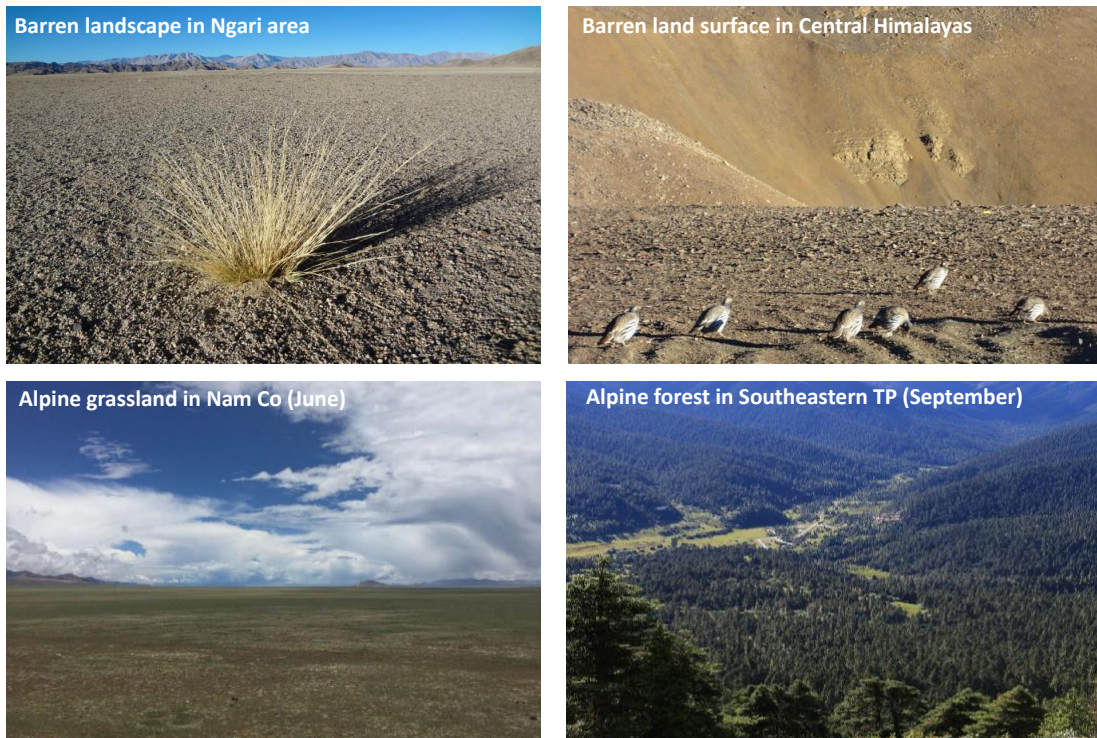 Barren landscape in Ngari area
Barren land surface in Central Himalayas
Alpine grassland in Nam Co (June)
Alpine forest in Southeastern TP (September)